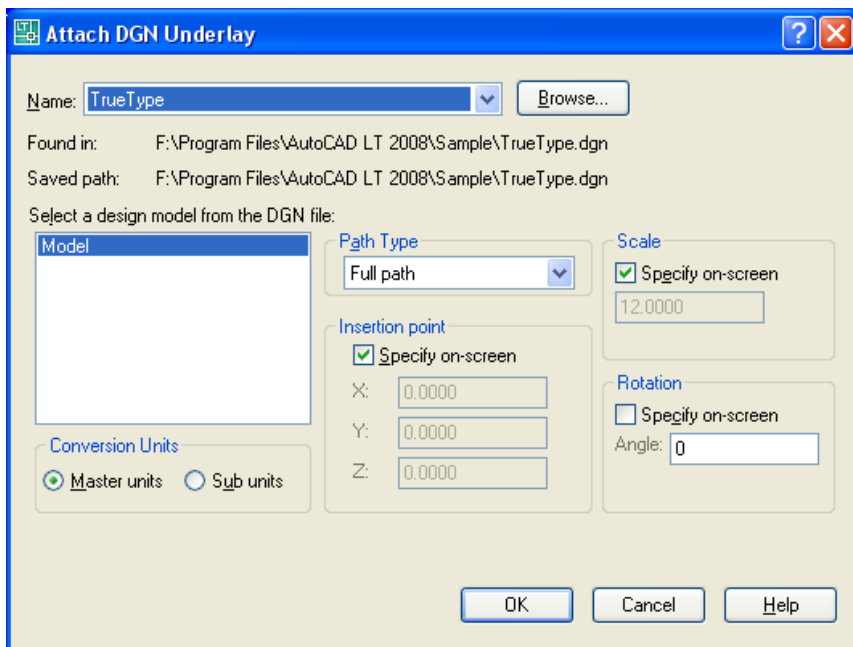 Attach DGN Underlay
Name: TrueType Browse...
Found in: F:\Program Files\AutoCAD LT 2008\Sample\TrueType.dgn
Saved path: F:\Program Files\AutoCAD LT 2008\Sample\TrueType.dgn
Select a design model from the DGN file:
Model
Conversion Units
Master units Sub units
Path Type
Full path
Insertion point
Specify on-screen
X: 0.0000
Y: 0.0000
Z: 0.0000
Scale
Specify on-screen
12.0000
Rotation
Specify on-screen
Angle: 0
OK Cancel Help